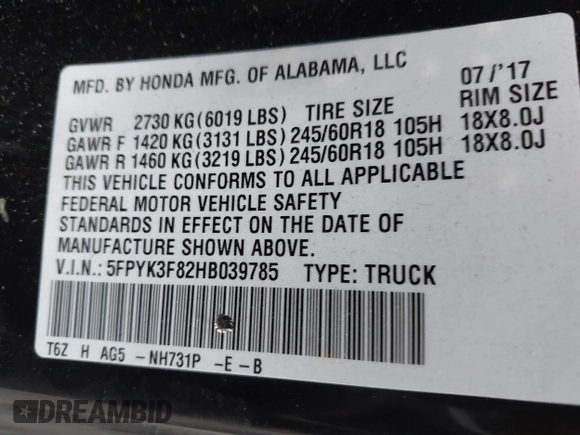 MFD. BY HONDA MFG. OF ALABAMA, LLC 07 /'17
GVWR 2730 KG(6019 LBS) TIRE SIZE RIM SIZE
GAWR F 1420 KG(3131 LBS)245/60R18 105H 18X8.0J
GAWR R 1460 KG(3219 LBS)245/60R18 105H 18X8.0J
THIS VEHICLE CONFORMS TO ALL APPLICABLE
FEDERAL MOTOR VEHICLE SAFETY
STANDARDS IN EFFECT ON THE DATE OF
MANUFACTURE SHOWN ABOVE.
V.I.N.: 5FPYK3F82HB039785 TYPE: TRUCK
T6Z H AG5 -NH731P -E-B
DREAMBID